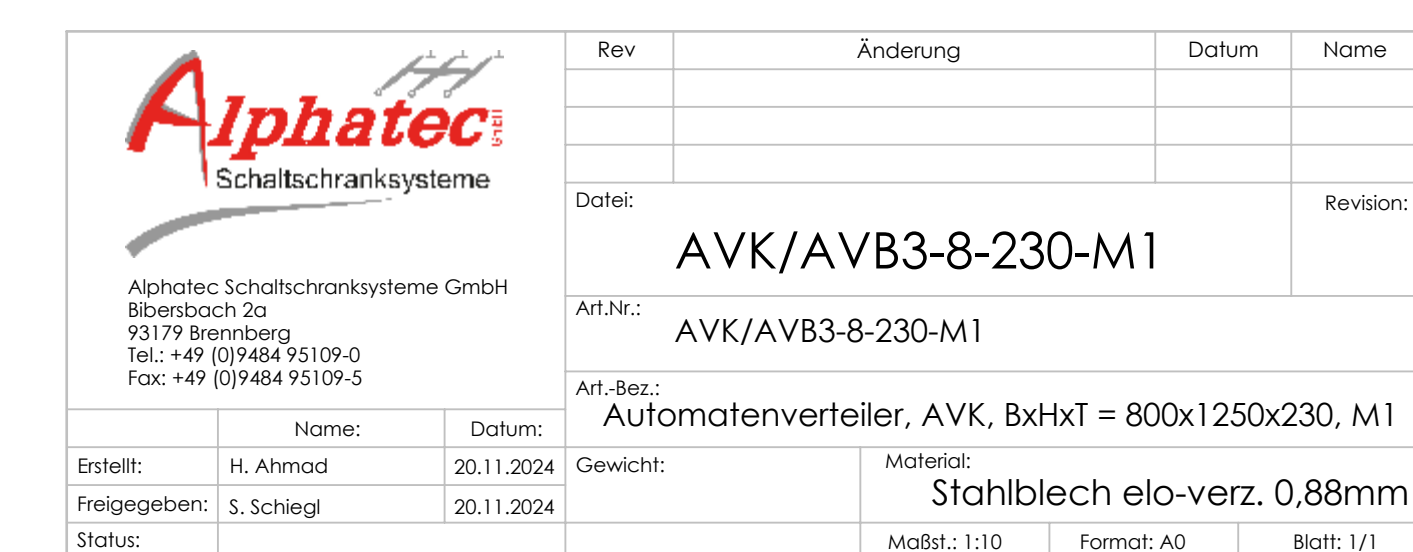 Alphatec GmbH
Schaltschranksysteme
Alphatec Schaltschranksysteme GmbH
Bibersbach 2a
93179 Brennberg
Tel.: +49 (0)9484 95109-0
Fax: +49 (0)9484 95109-5
Name: Datum:
Erstellt: H. Ahmad 20.11.2024
Freigegeben: S. Schiegl 20.11.2024
Status:
Rev Änderung Datum Name
Datei: Revision:
AVK/AVB3-8-230-M1
Art.Nr.:
AVK/AVB3-8-230-M1
Art.-Bez.:
Automatenverteiler, AVK, BxHxT = 800x1250x230, M1
Gewicht: Material:
Stahlblech elo-verz. 0,88mm
Maßst.: 1:10 Format: A0 Blatt: 1/1